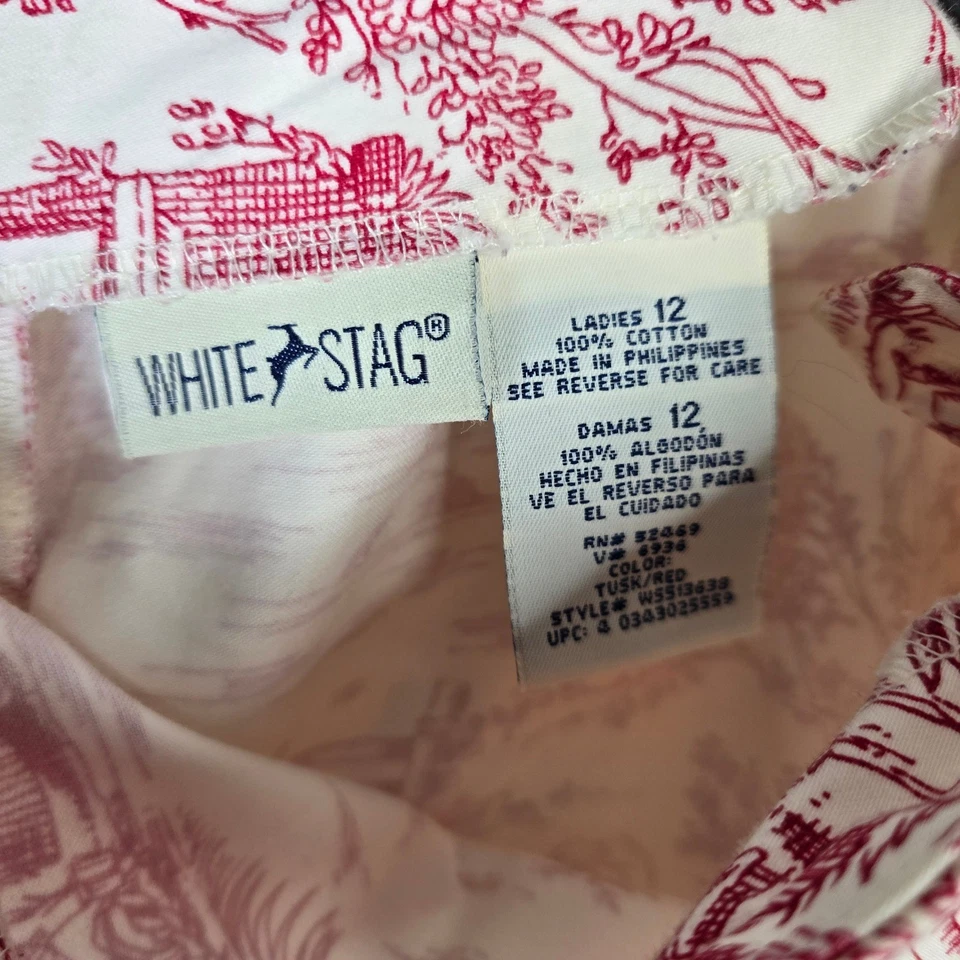 WHITE STAG®
LADIES 12
100% COTTON
MADE IN PHILIPPINES
SEE REVERSE FOR CARE
DAMAS 12
100% ALGODÓN
HECHO EN FILIPINAS
VE EL REVERSO PARA
EL CUIDADO
RN# 52469
V# 6936
COLOR:
TUSK/RED
STYLE# WS513638
UPC: 4 0343025559